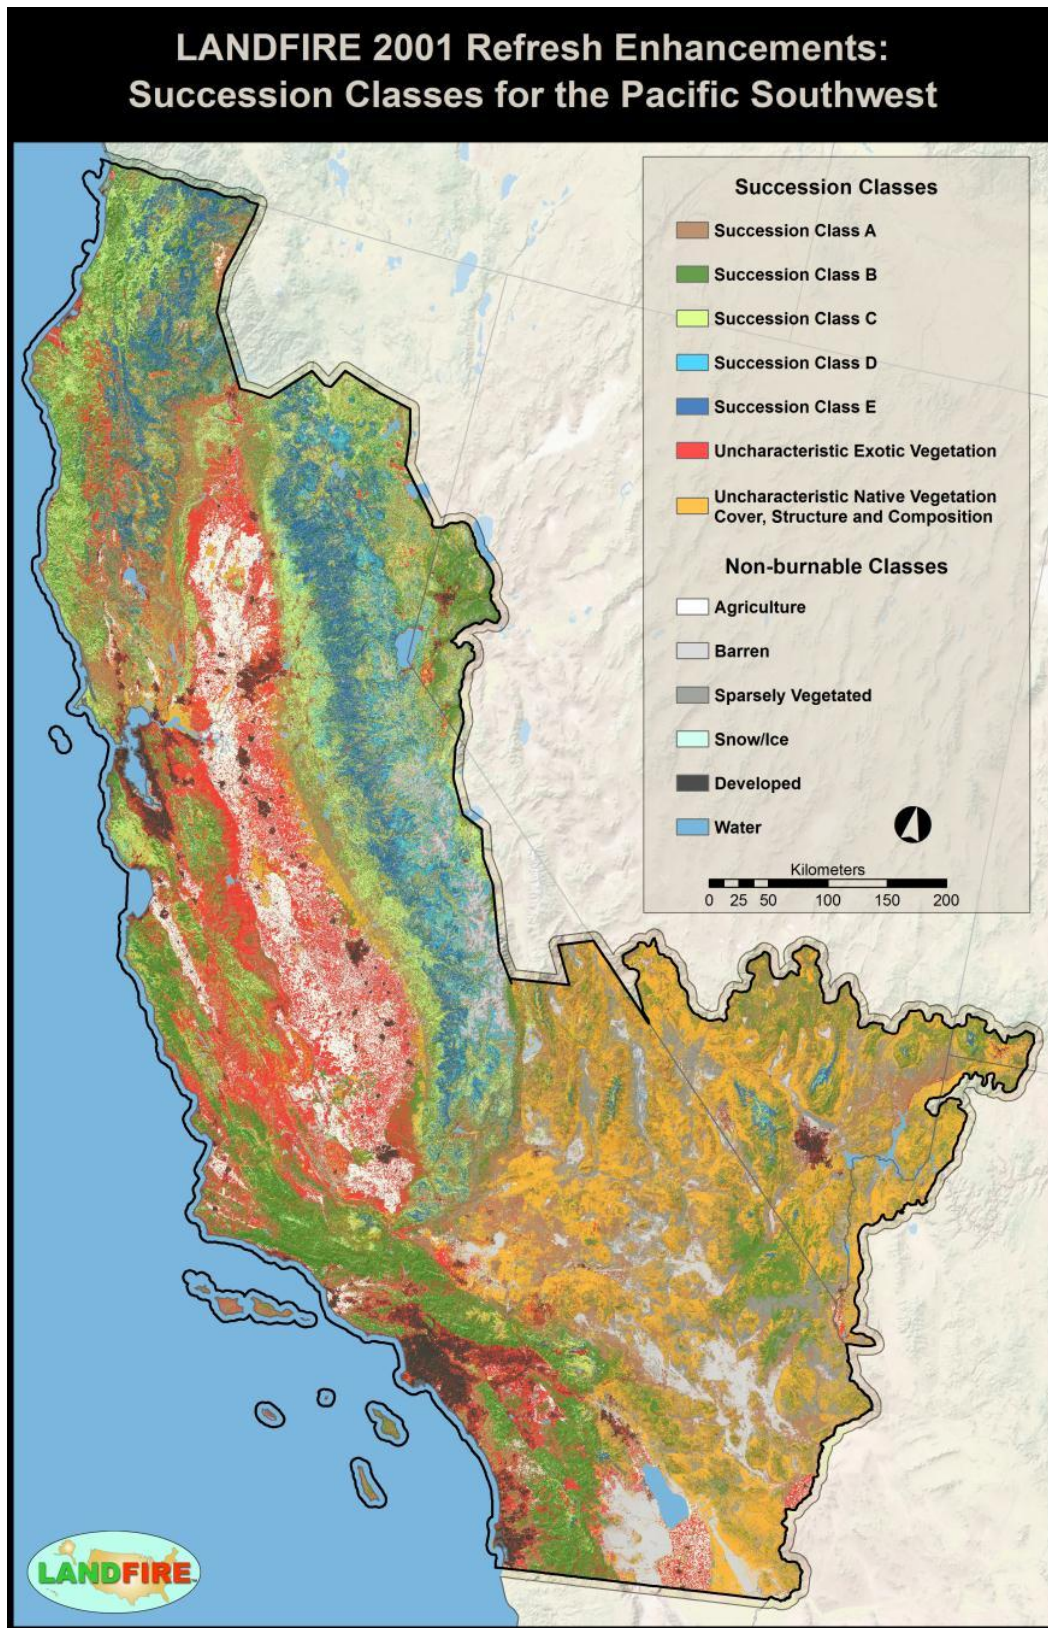 LANDFIRE 2001 Refresh Enhancements:
Succession Classes for the Pacific Southwest
Succession Classes
Succession Class A
Succession Class B
Succession Class C
Succession Class D
Succession Class E
Uncharacteristic Exotic Vegetation
Uncharacteristic Native Vegetation
Cover, Structure and Composition
Non-burnable Classes
Agriculture
Barren
Sparsely Vegetated
Snow/Ice
Developed
Water
Kilometers
0 25 50 100 150 200
LANDFIRE